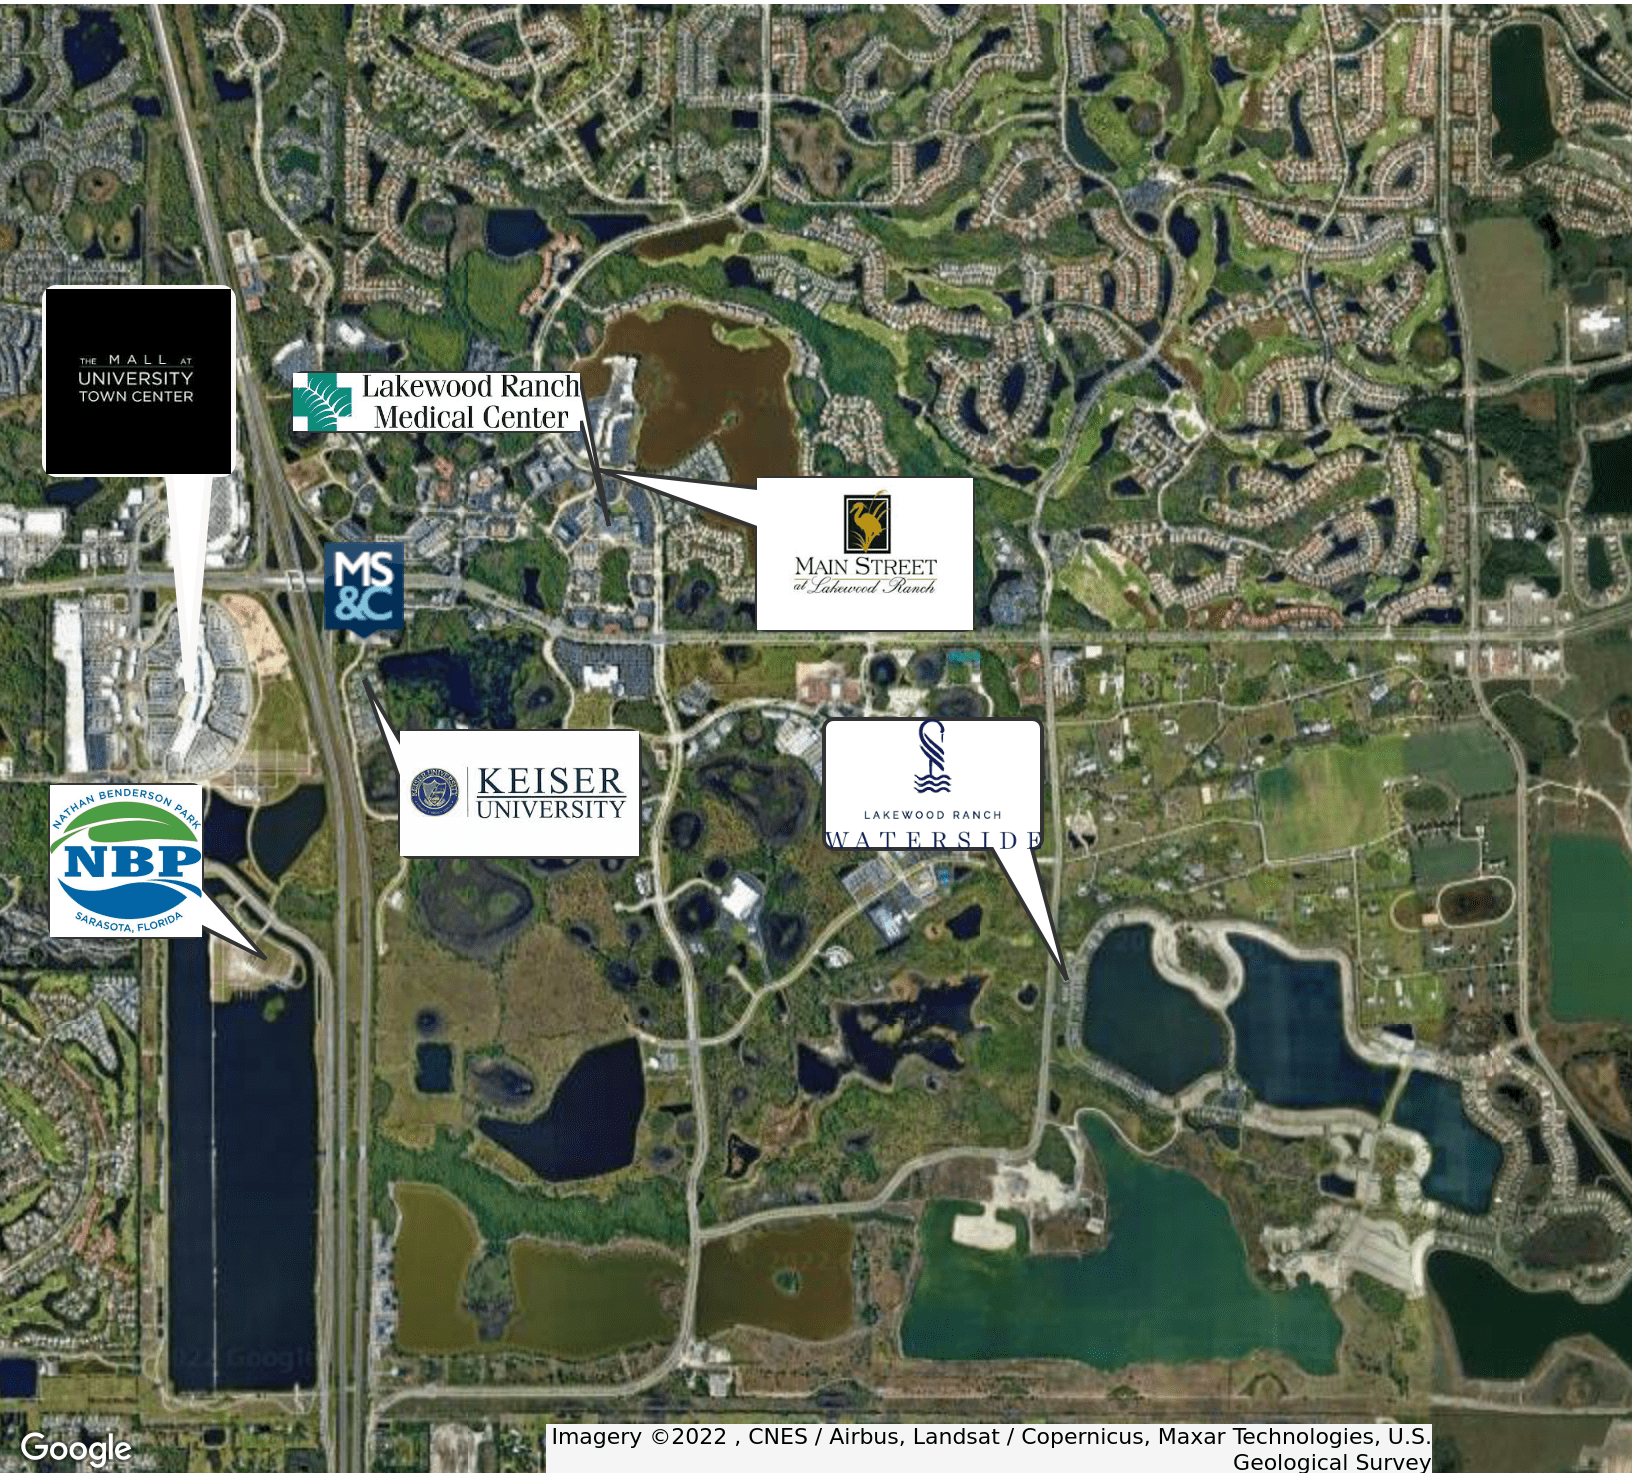 THE MALL AT
UNIVERSITY
TOWN CENTER
Lakewood Ranch
Medical Center
MAIN STREET
at Lakewood Ranch
MS
&C
KEISER
UNIVERSITY
LAKEWOOD RANCH
WATERSIDE
NATHAN BENDERSON PARK
NBP
SARASOTA, FLORIDA
Google
Imagery ©2022 , CNES / Airbus, Landsat / Copernicus, Maxar Technologies, U.S.
Geological Survey